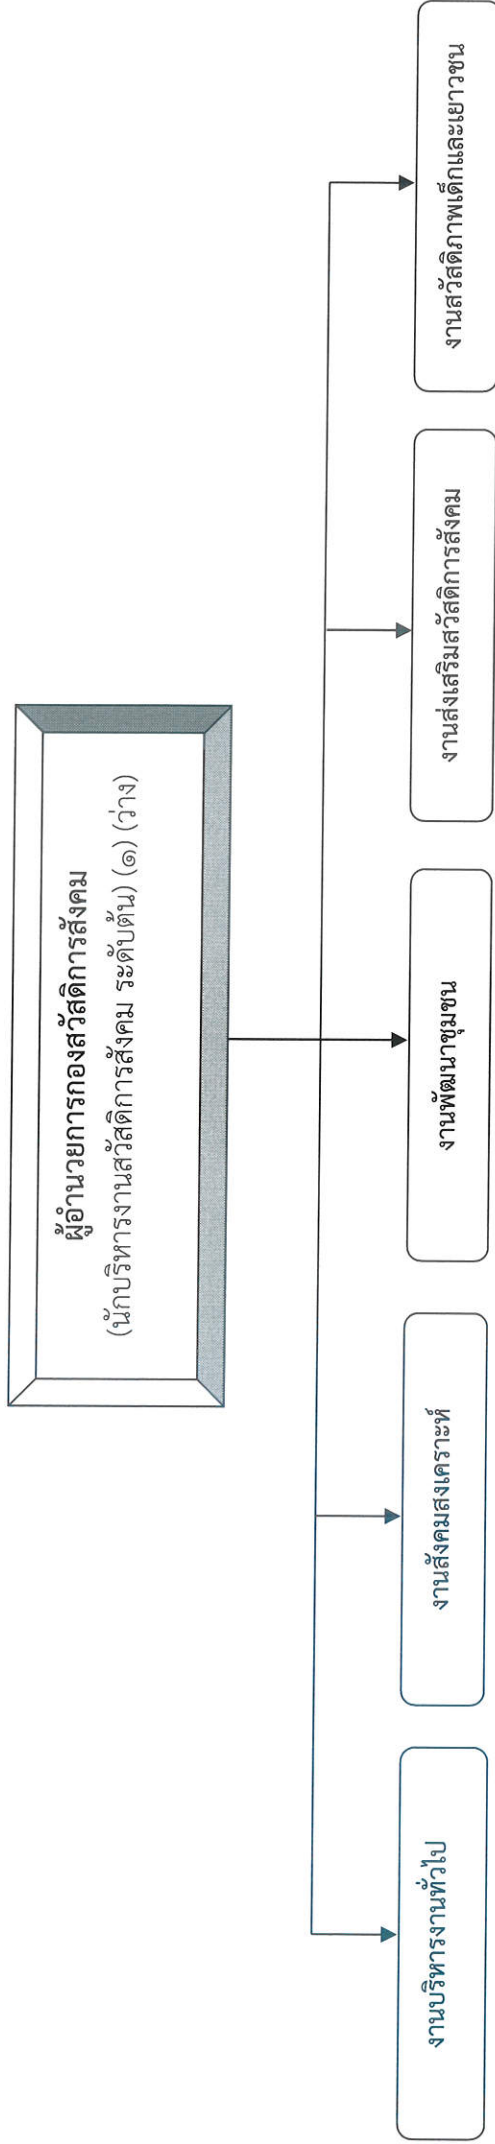 ผู้อำนวยการกองสวัสดิการสังคม
(นักบริหารงานสวัสดิการสังคม ระดับต้น) (๑) (ว่าง)
งานบริหารงานทั่วไป
งานสังคมสงเคราะห์
งานพัฒนาชุมชน
งานส่งเสริมสวัสดิการสังคม
งานสวัสดิภาพเด็กและเยาวชน